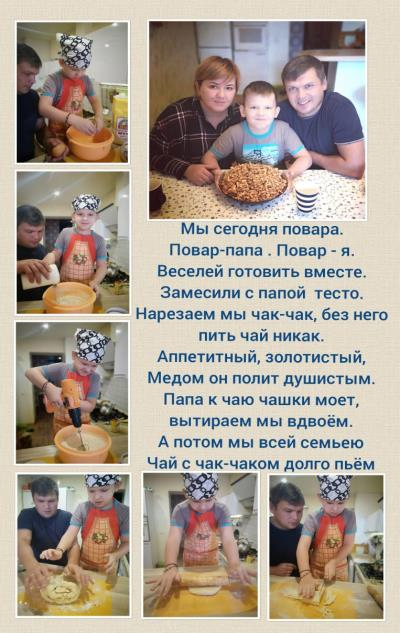 Мы сегодня повара.
Повар-папа . Повар - я.
Веселей готовить вместе.
Замесили с папой тесто.
Нарезаем мы чак-чак, без него
пить чай никак.
Аппетитный, золотистый,
Медом он полит душистым.
Папа к чаю чашки моет,
вытираем мы вдвоём.
А потом мы всей семьею
Чай с чак-чаком долго пьём